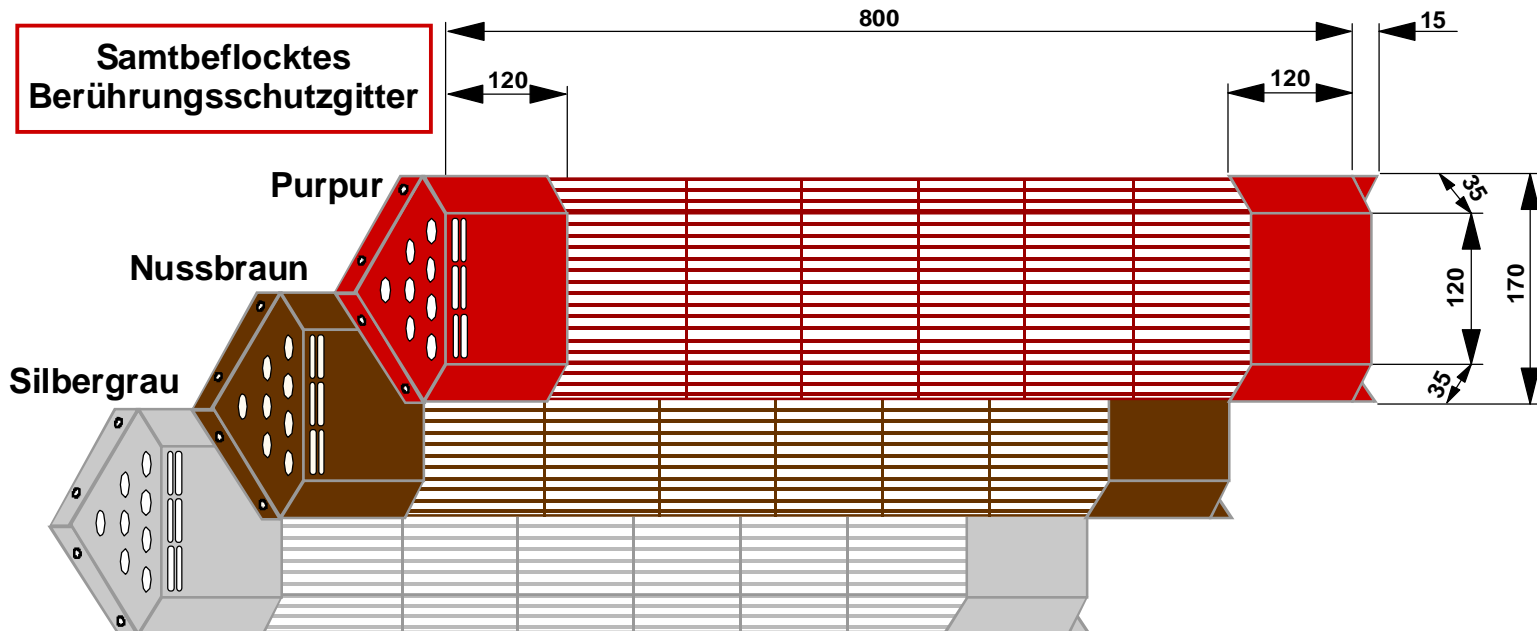 800
15
Samtbeflocktes
Berührungsschutzgitter
120
120
Purpur
35
Nussbraun
120
170
Silbergrau
35